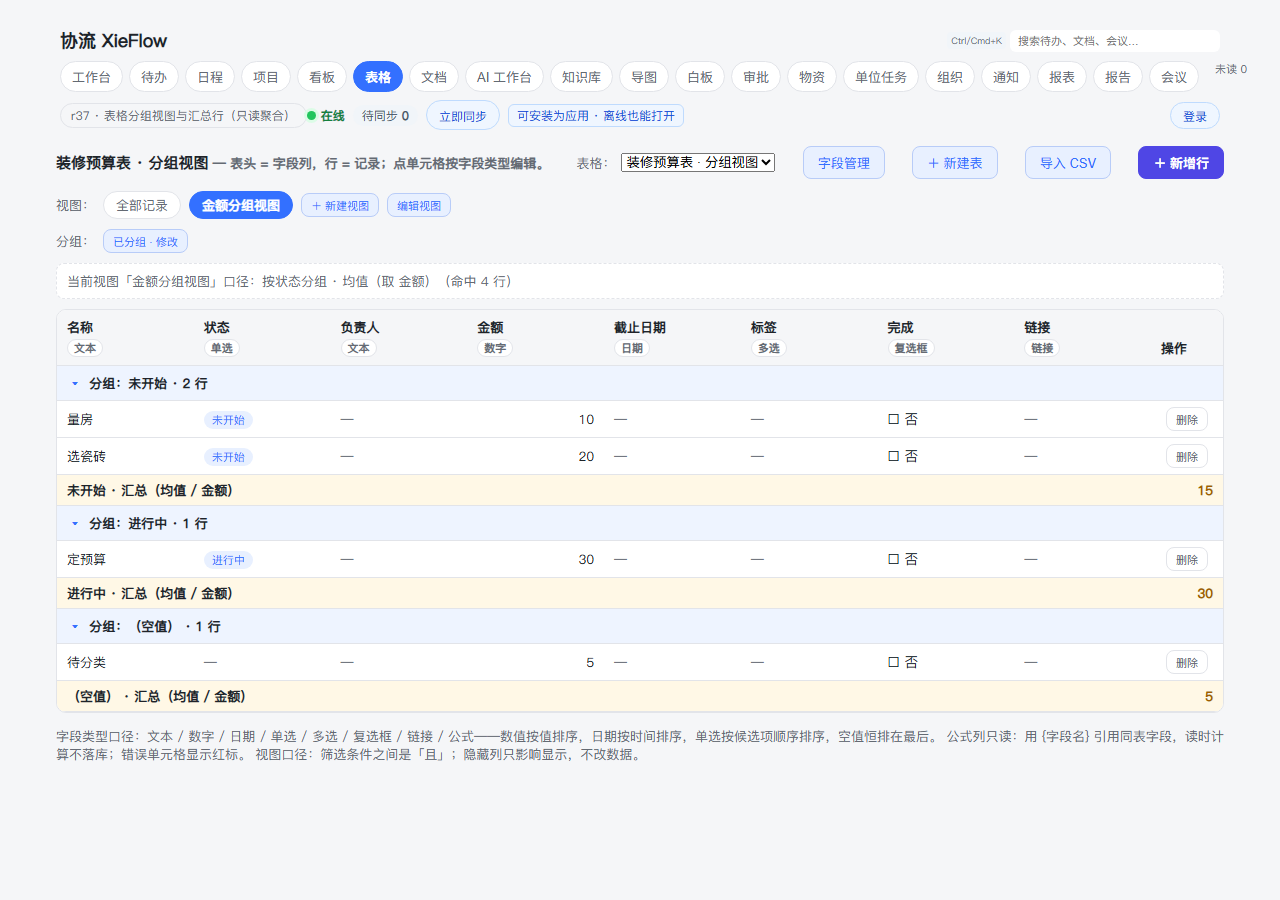 协流 XieFlow
Ctrl/Cmd+K 搜索待办、文档、会议…
工作台 待办 日程 项目 看板 表格 文档 AI 工作台 知识库 导图 白板 审批 物资 单位任务 组织 通知 报表 报告 会议 未读 0
r37 · 表格分组视图与汇总行（只读聚合） 在线 待同步 0 立即同步 可安装为应用 · 离线也能打开 登录
装修预算表 · 分组视图 — 表头 = 字段列，行 = 记录；点单元格按字段类型编辑。 表格： 装修预算表 · 分组视图 字段管理 ＋ 新建表 导入 CSV ＋ 新增行
视图： 全部记录 金额分组视图 ＋ 新建视图 编辑视图
分组： 已分组 · 修改
当前视图「金额分组视图」口径：按状态分组 · 均值（取 金额）（命中 4 行）
名称 状态 负责人 金额 截止日期 标签 完成 链接
文本 单选 文本 数字 日期 多选 复选框 链接 操作
分组：未开始 · 2 行
量房 未开始 — 10 — — ☐ 否 — 删除
选瓷砖 未开始 — 20 — — ☐ 否 — 删除
未开始 · 汇总（均值 / 金额） 15
分组：进行中 · 1 行
定预算 进行中 — 30 — — ☐ 否 — 删除
进行中 · 汇总（均值 / 金额） 30
分组：（空值） · 1 行
待分类 — — 5 — — ☐ 否 — 删除
（空值） · 汇总（均值 / 金额） 5
字段类型口径：文本 / 数字 / 日期 / 单选 / 多选 / 复选框 / 链接 / 公式——数值按值排序，日期按时间排序，单选按候选项顺序排序，空值恒排在最后。 公式列只读：用 {字段名} 引用同表字段，读时计
算不落库；错误单元格显示红标。 视图口径：筛选条件之间是「且」；隐藏列只影响显示，不改数据。